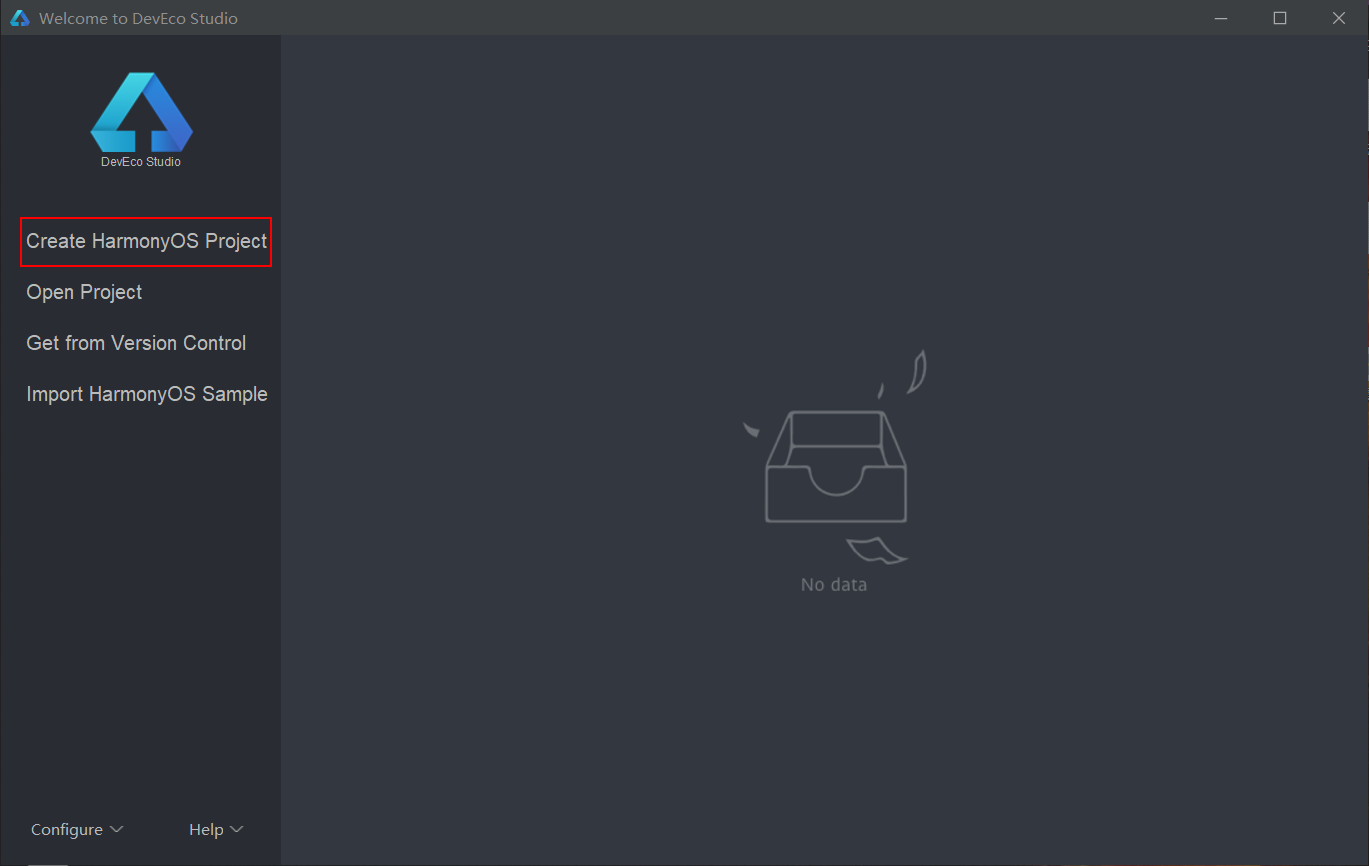 Welcome to DevEco Studio
DevEco Studio
Create HarmonyOS Project
Open Project
Get from Version Control
Import HarmonyOS Sample
No data
Configure
Help